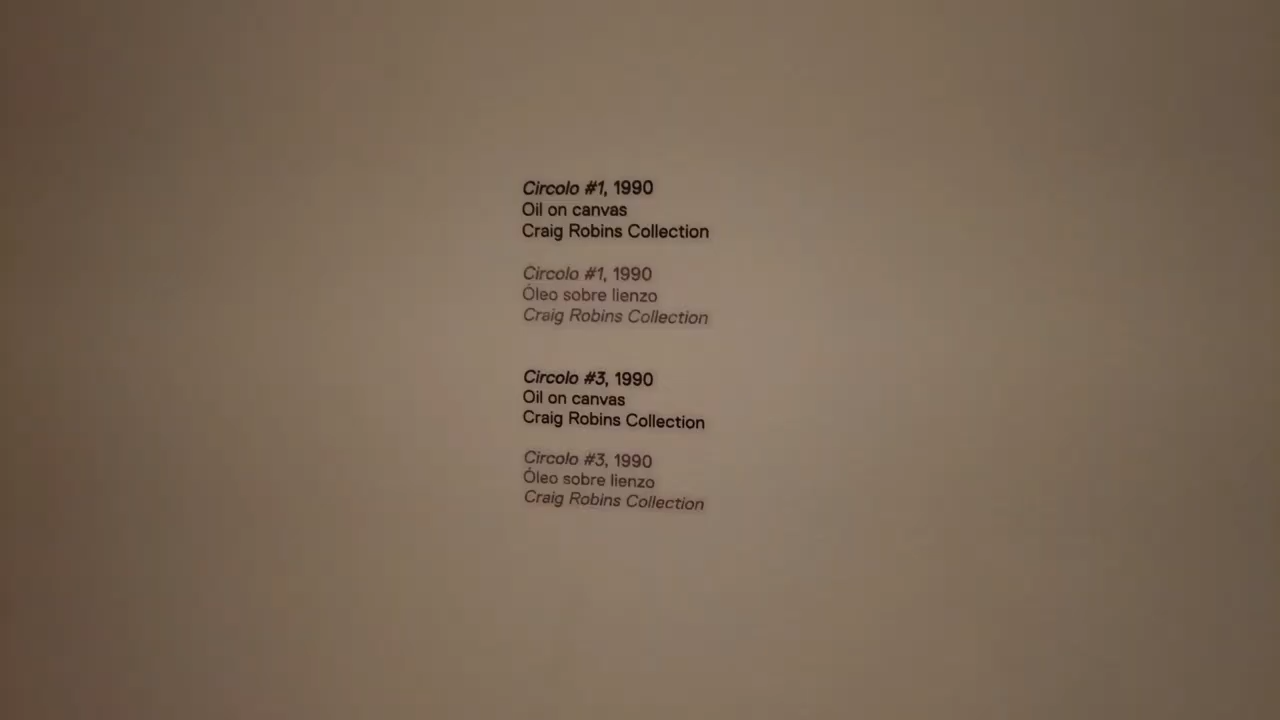 Circolo #1, 1990
Oil on canvas
Craig Robins Collection
Circolo #1, 1990
Óleo sobre lienzo
Craig Robins Collection
Circolo #3, 1990
Oil on canvas
Craig Robins Collection
Circolo #3, 1990
Óleo sobre lienzo
Craig Robins Collection